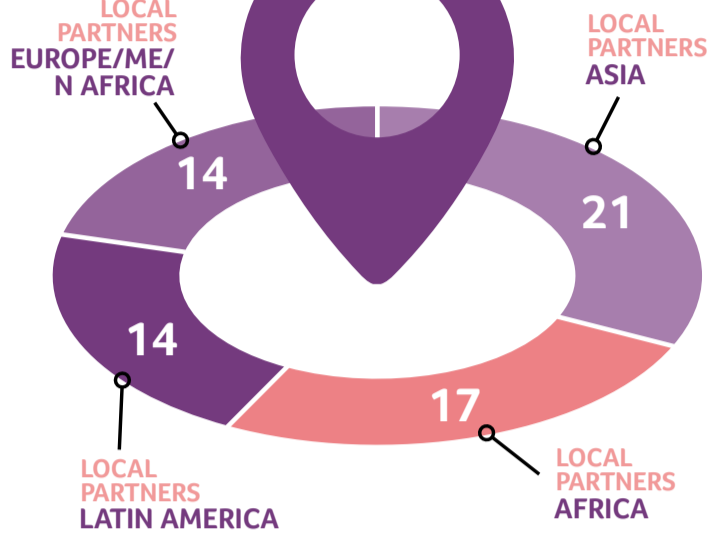 LOCAL
PARTNERS
EUROPE/ME/
N AFRICA
LOCAL
PARTNERS
ASIA
14
21
14
17
LOCAL
PARTNERS
LATIN AMERICA
LOCAL
PARTNERS
AFRICA